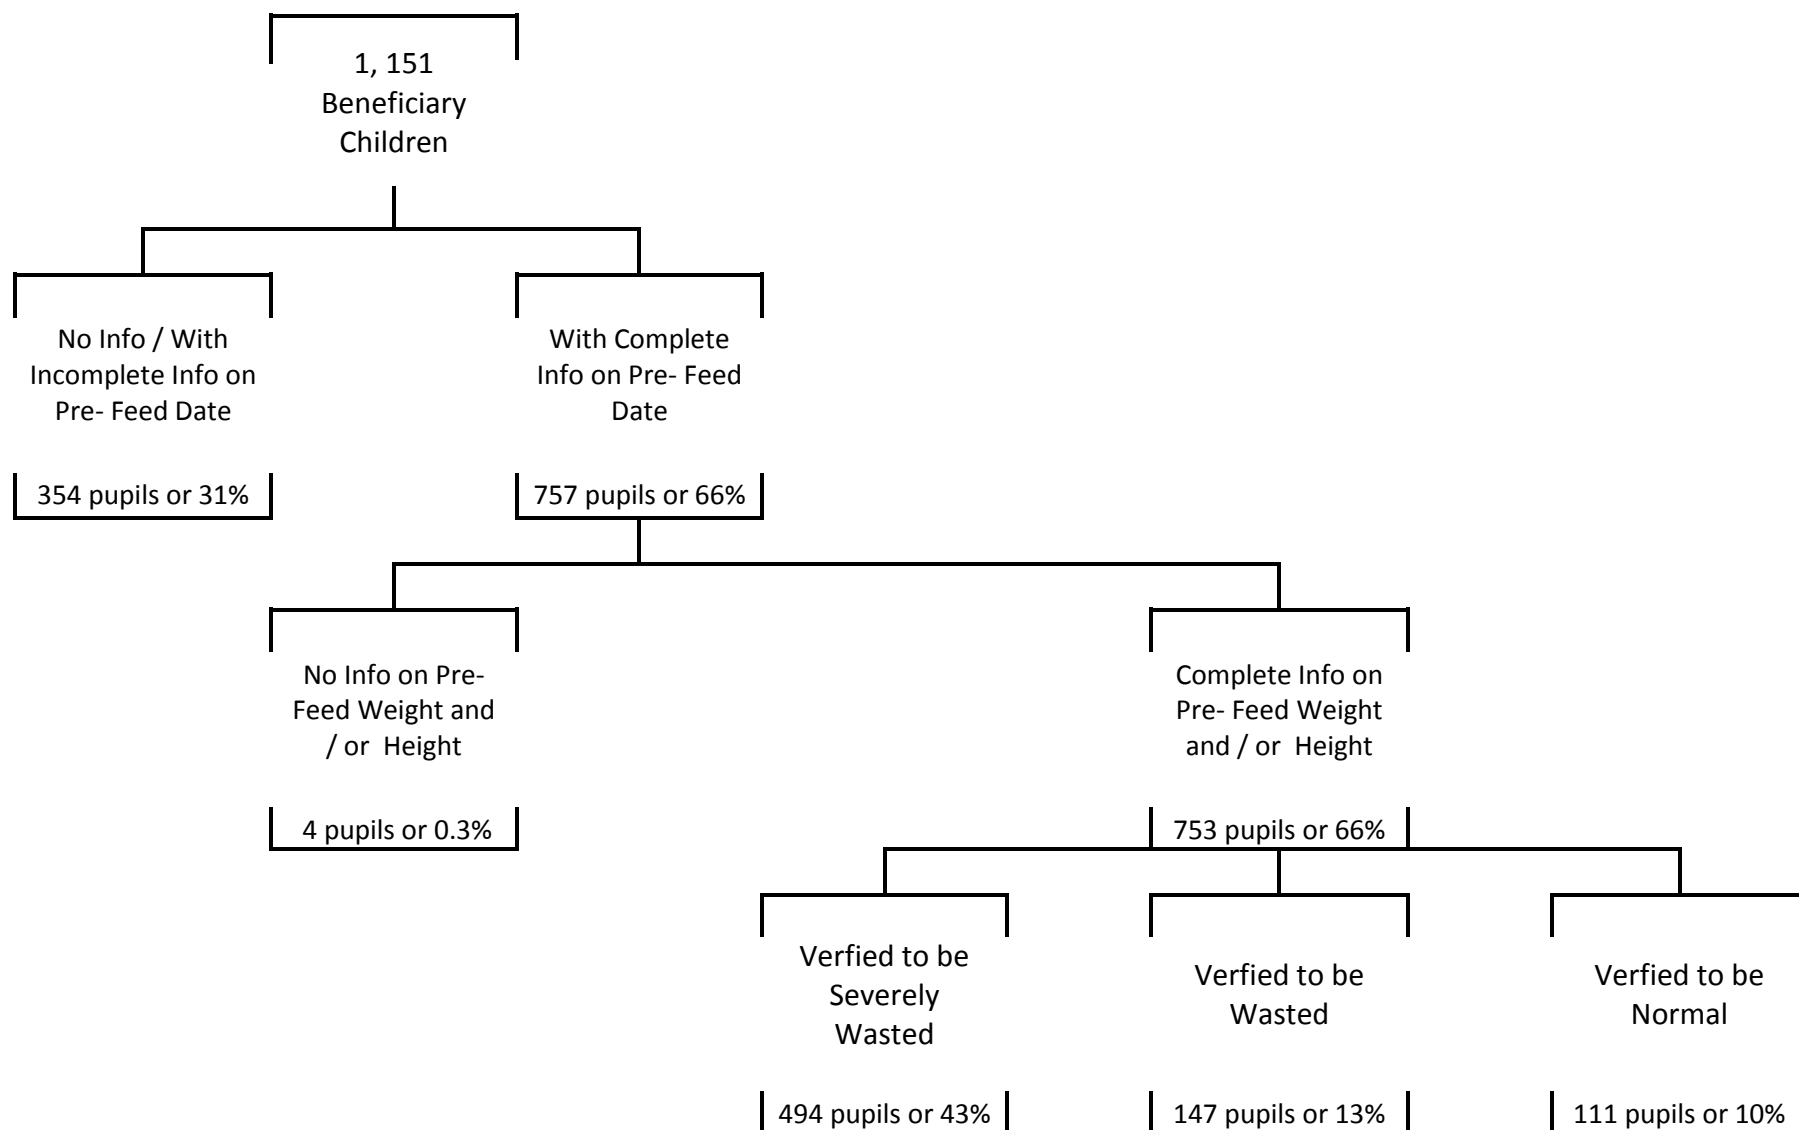 1, 151
Beneficiary
Children
No Info / With
Incomplete Info on
Pre- Feed Date
354 pupils or 31%
With Complete
Info on Pre- Feed
Date
757 pupils or 66%
No Info on Pre-
Feed Weight and
/ or Height
4 pupils or 0.3%
Complete Info on
Pre- Feed Weight
and / or Height
753 pupils or 66%
Verfied to be
Severely
Wasted
494 pupils or 43%
Verfied to be
Wasted
147 pupils or 13%
Verfied to be
Normal
111 pupils or 10%